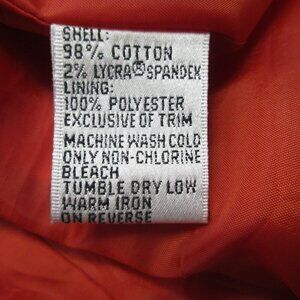 SHELL:
98% COTTON
2% LYCRA® SPANDEX
LINING:
100% POLYESTER
EXCLUSIVE OF TRIM
MACHINE WASH COLD
ONLY NON-CHLORINE
BLEACH
TUMBLE DRY LOW
WARM IRON
ON REVERSE